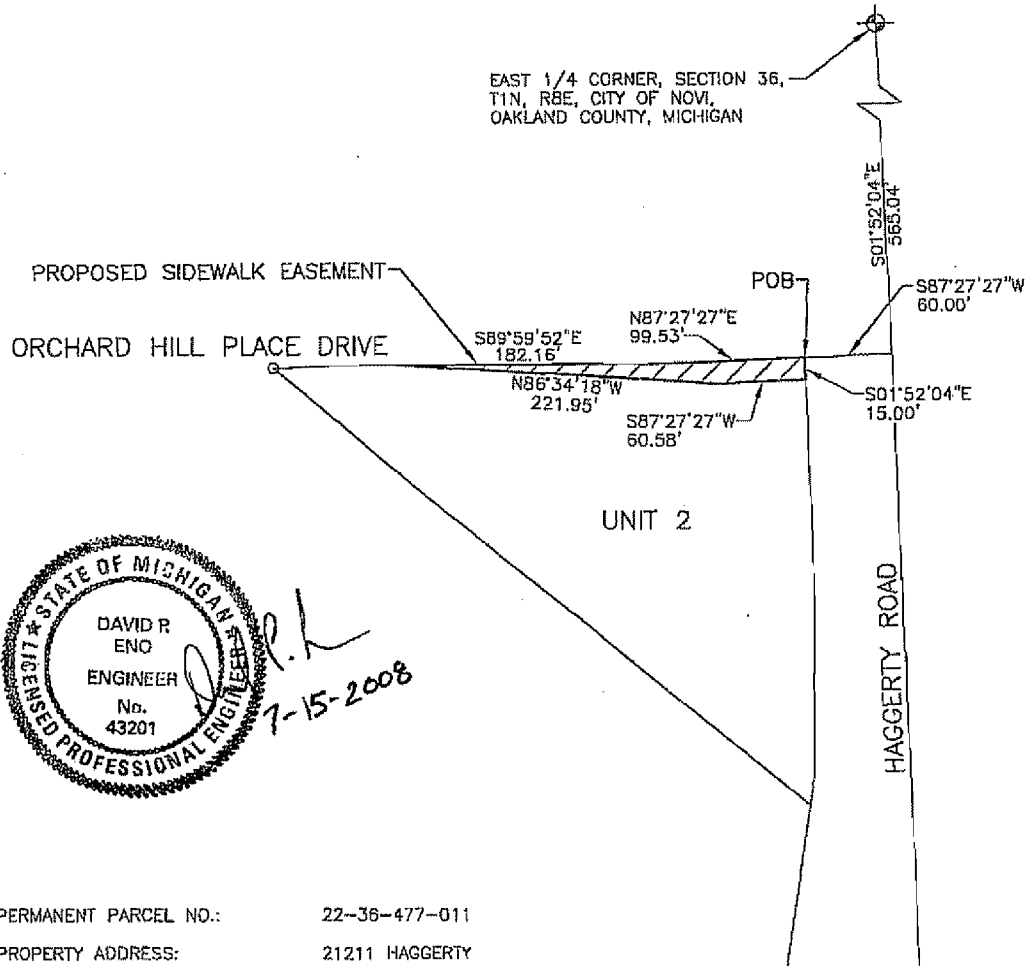 EAST 1/4 CORNER, SECTION 36,
T1N, R8E, CITY OF NOVI,
OAKLAND COUNTY, MICHIGAN
S01°52'04"E
565.04'
PROPOSED SIDEWALK EASEMENT
POB
S87°27'27"W
60.00'
ORCHARD HILL PLACE DRIVE
S89°59'52"E
182.16'
N87°27'27"E
99.53'
N86°34'18"W
221.95'
S01°52'04"E
15.00'
S87°27'27"W
60.58'
UNIT 2
HAGGERTY ROAD
STATE OF MICHIGAN
DAVID P.
ENO
ENGINEER
No.
43201
LICENSED PROFESSIONAL ENGINEER
7-15-2008
PERMANENT PARCEL NO.: 22-36-477-011
PROPERTY ADDRESS: 21211 HAGGERTY